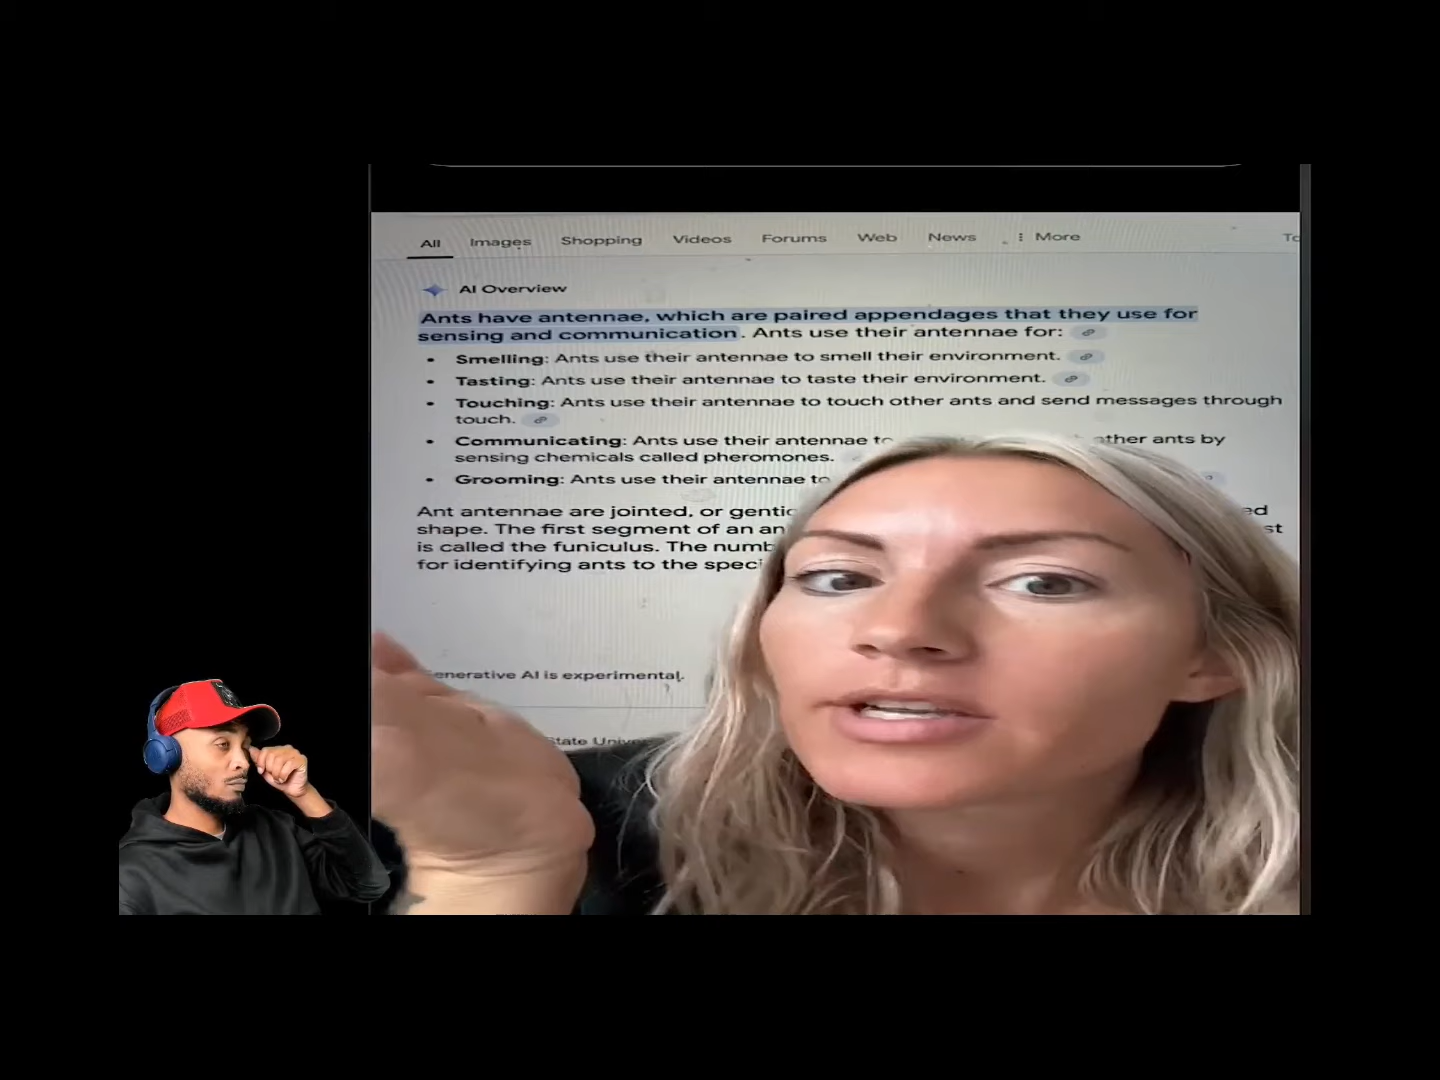 All Images Shopping Videos Forums Web News More
AI Overview
Ants have antennae, which are paired appendages that they use for
sensing and communication. Ants use their antennae for:
• Smelling: Ants use their antennae to smell their environment.
• Tasting: Ants use their antennae to taste their environment.
• Touching: Ants use their antennae to touch other ants and send messages through
touch.
• Communicating: Ants use their antennae other ants by
sensing chemicals called pheromones.
• Grooming: Ants use their antennae to
Ant antennae are jointed, or
shape. The first segment of an
is called the funiculus. The
for identifying ants to the
Generative AI is experimental.
State